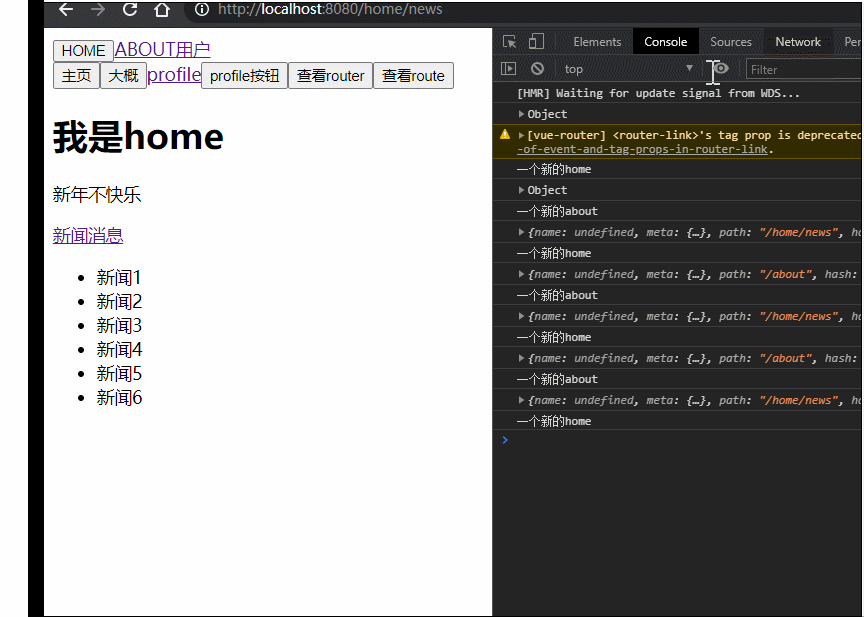 http://localhost:8080/home/news
HOME ABOUT用户
主页 大概 profile profile按钮 查看router 查看route
我是home
新年不快乐
新闻消息
新闻1
新闻2
新闻3
新闻4
新闻5
新闻6
Elements Console Sources Network Per
top Filter
[HMR] Waiting for update signal from WDS...
Object
[vue-router] <router-link>'s tag prop is deprecated
-of-event-and-tag-props-in-router-link.
一个新的home
Object
一个新的about
{name: undefined, meta: {…}, path: "/home/news", ha
一个新的home
{name: undefined, meta: {…}, path: "/about", hash:
一个新的about
{name: undefined, meta: {…}, path: "/home/news", ha
一个新的home
{name: undefined, meta: {…}, path: "/about", hash:
一个新的about
{name: undefined, meta: {…}, path: "/home/news", ha
一个新的home